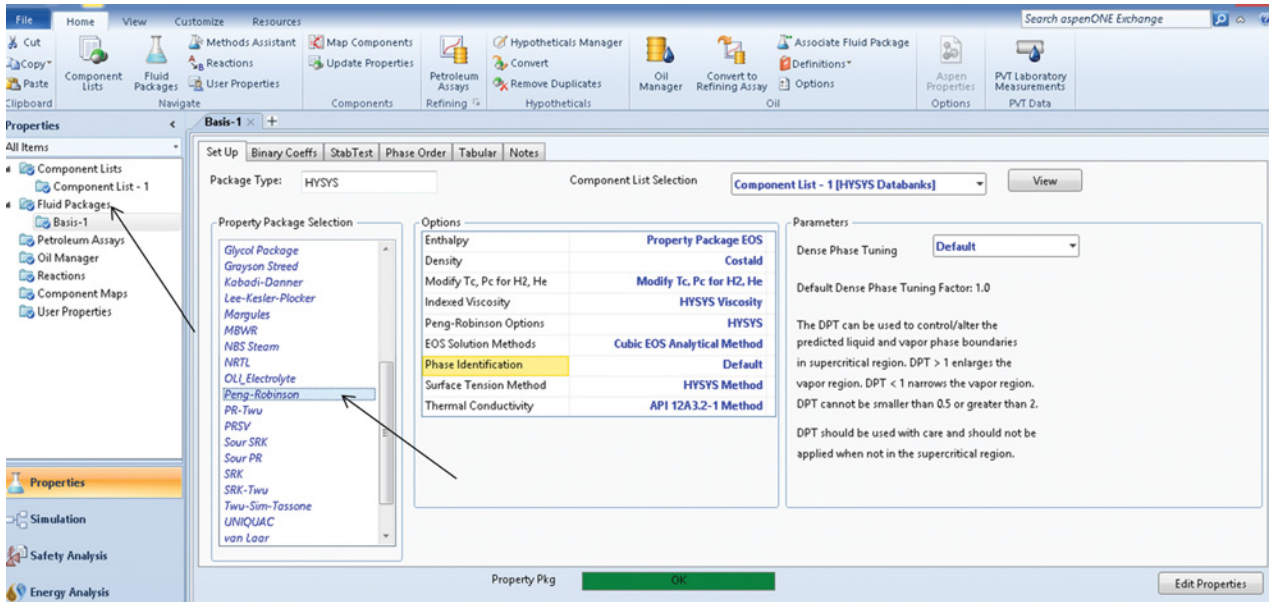 File Home View Customize Resources Search aspenONE Exchange
Cut
Copy
Paste
Clipboard
Component Lists
Fluid Packages
Methods Assistant
Reactions
User Properties
Navigate
Map Components
Update Properties
Components
Petroleum Assays
Refining
Hypotheticals Manager
Convert
Remove Duplicates
Hypotheticals
Oil Manager
Convert to Refining Assay
Associate Fluid Package
Definitions
Options
Oil
Aspen Properties
Options
PVT Laboratory Measurements
PVT Data
Properties <
All Items
Component Lists
Component List - 1
Fluid Packages
Basis-1
Petroleum Assays
Oil Manager
Reactions
Component Maps
User Properties
Properties
Simulation
Safety Analysis
Energy Analysis
Basis-1 × +
Set Up Binary Coeffs StabTest Phase Order Tabular Notes
Package Type: HYSYS Component List Selection Component List - 1 [HYSYS Databanks] View
Property Package Selection
Glycol Package
Grayson Streed
Kabadi-Danner
Lee-Kesler-Plocker
Margules
MBWR
NBS Steam
NRTL
OLI_Electrolyte
Peng-Robinson
PR-Twu
PRSV
Sour SRK
Sour PR
SRK
SRK-Twu
Twu-Sim-Tassone
UNIQUAC
van Laar
Options
Enthalpy Property Package EOS
Density Costald
Modify Tc, Pc for H2, He Modify Tc, Pc for H2, He
Indexed Viscosity HYSYS Viscosity
Peng-Robinson Options HYSYS
EOS Solution Methods Cubic EOS Analytical Method
Phase Identification Default
Surface Tension Method HYSYS Method
Thermal Conductivity API 12A3.2-1 Method
Parameters
Dense Phase Tuning Default
Default Dense Phase Tuning Factor: 1.0
The DPT can be used to control/alter the
predicted liquid and vapor phase boundaries
in supercritical region. DPT > 1 enlarges the
vapor region. DPT < 1 narrows the vapor region.
DPT cannot be smaller than 0.5 or greater than 2.
DPT should be used with care and should not be
applied when not in the supercritical region.
Property Pkg OK Edit Properties